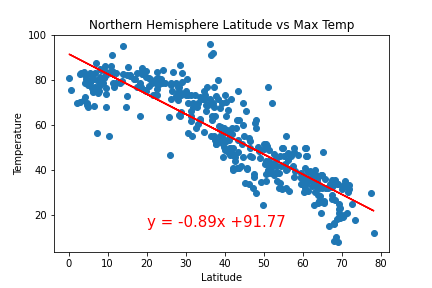 Northern Hemisphere Latitude vs Max Temp
100
80
60
40
20
Temperature
y = -0.89x +91.77
0 10 20 30 40 50 60 70 80
Latitude